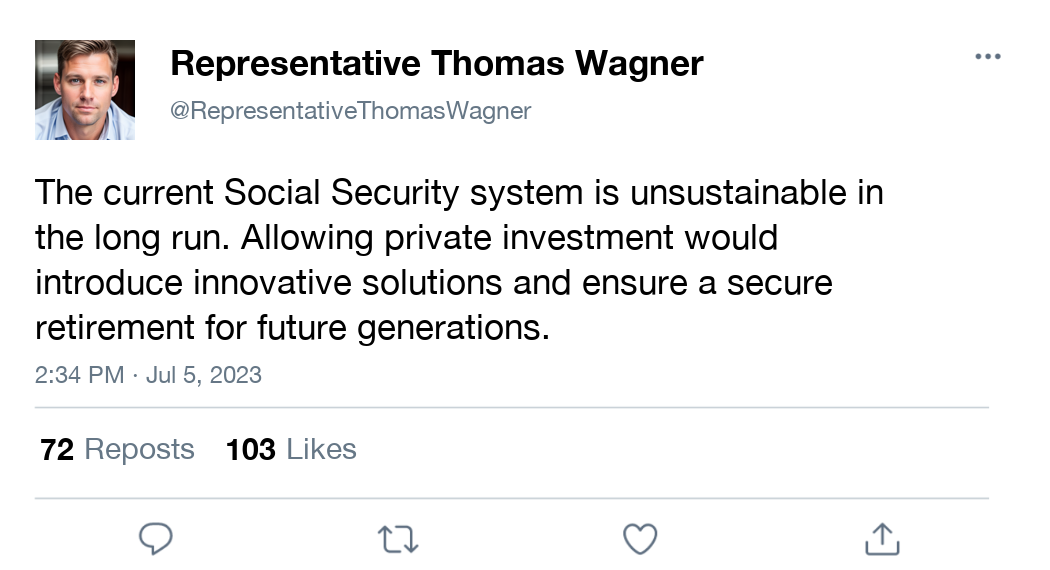 Representative Thomas Wagner
@RepresentativeThomasWagner
The current Social Security system is unsustainable in
the long run. Allowing private investment would
introduce innovative solutions and ensure a secure
retirement for future generations.
2:34 PM · Jul 5, 2023
72 Reposts 103 Likes